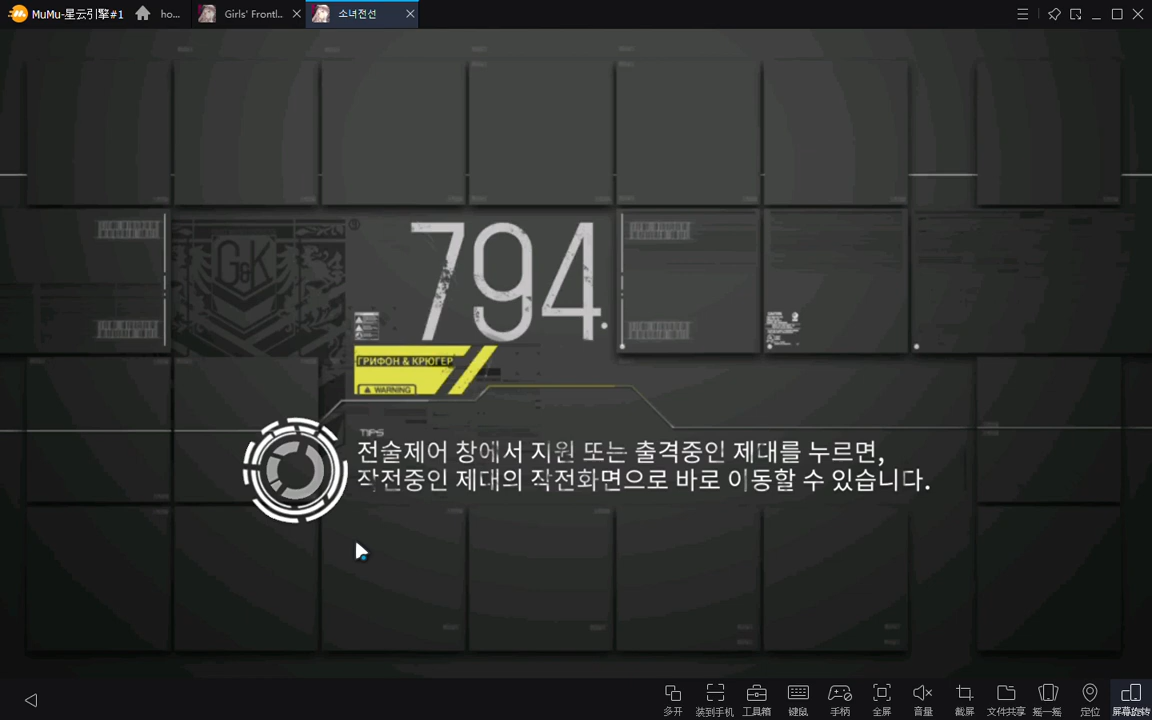 MuMu-星云引擎#1
ho...
Girls' Frontl...
소녀전선
G&K
794.
ГРИФОН & КРЮГЕР
WARNING
TIPS
전술제어 창에서 지원 또는 출격중인 제대를 누르면,
작전중인 제대의 작전화면으로 바로 이동할 수 있습니다.
多开
装到手机
工具箱
键鼠
手柄
全屏
音量
截屏
文件共享
摇一摇
定位
屏幕旋转